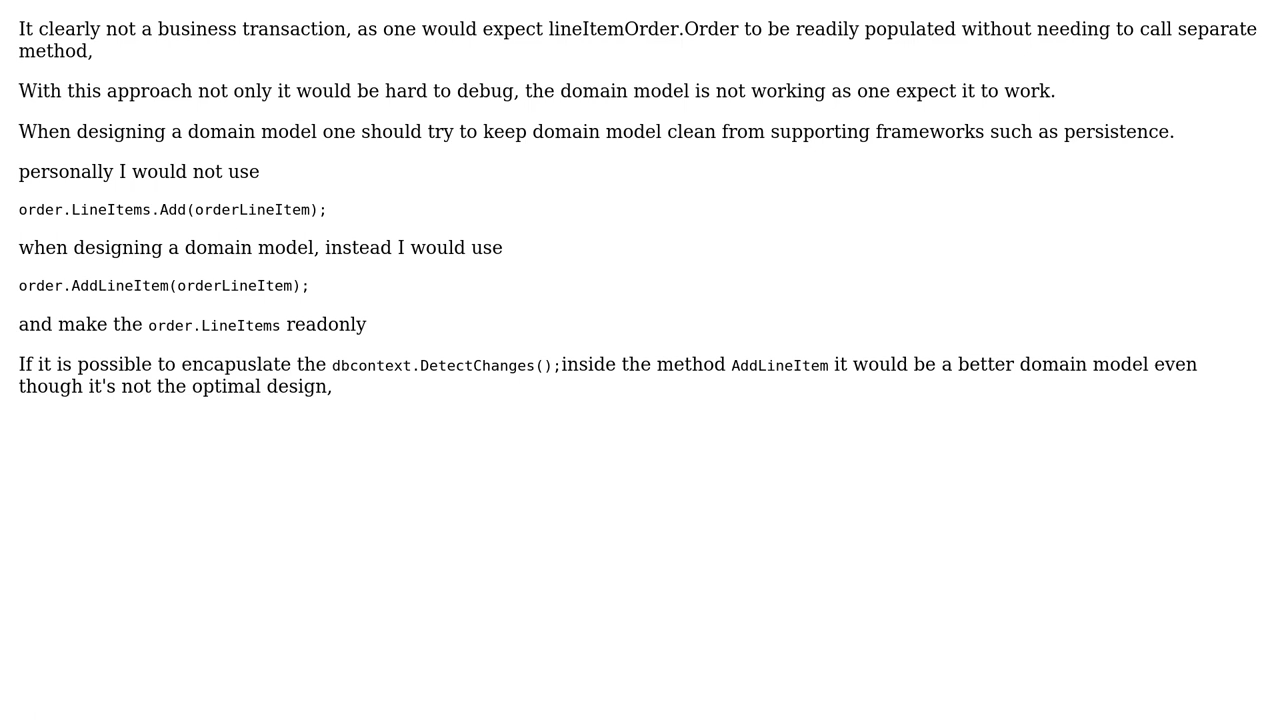 It clearly not a business transaction, as one would expect lineItemOrder.Order to be readily populated without needing to call separate
method,
With this approach not only it would be hard to debug, the domain model is not working as one expect it to work.
When designing a domain model one should try to keep domain model clean from supporting frameworks such as persistence.
personally I would not use
order.LineItems.Add(orderLineItem);
when designing a domain model, instead I would use
order.AddLineItem(orderLineItem);
and make the order.LineItems readonly
If it is possible to encapuslate the dbcontext.DetectChanges();inside the method AddLineItem it would be a better domain model even
though it's not the optimal design,